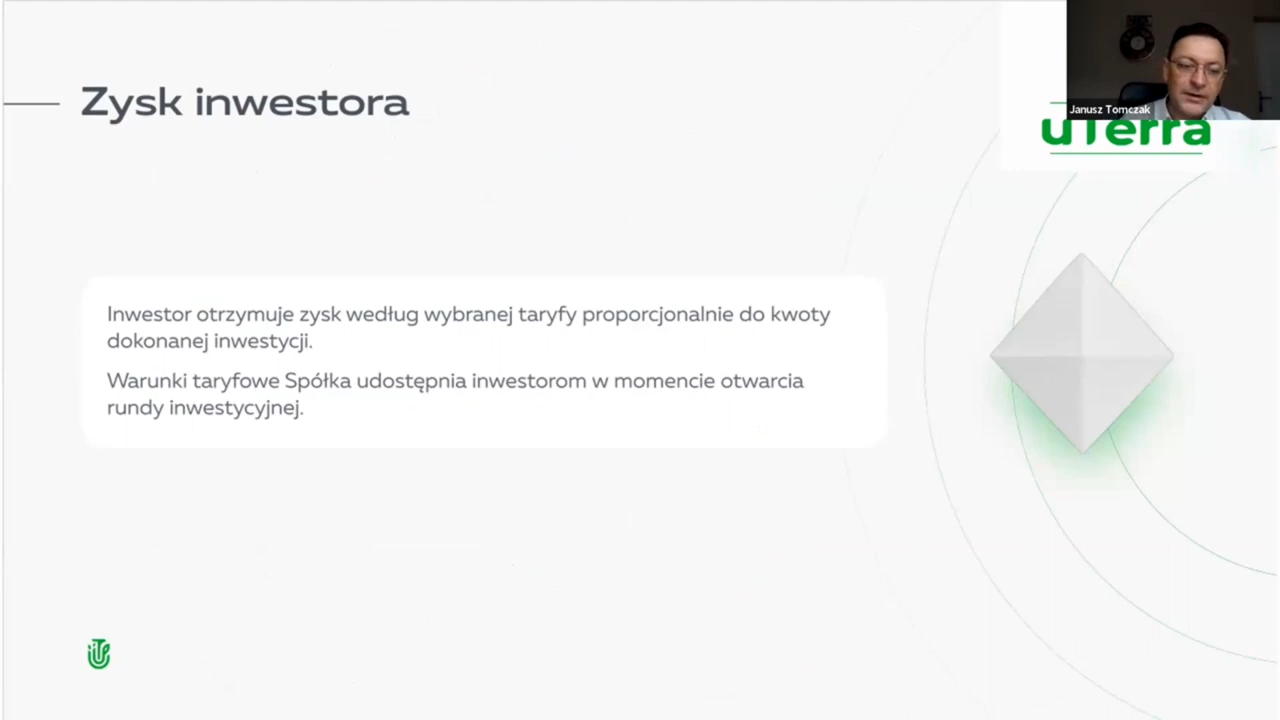 Zysk inwestora
Janusz Tomczak
uTerra
Inwestor otrzymuje zysk według wybranej taryfy proporcjonalnie do kwoty
dokonanej inwestycji.
Warunki taryfowe Spółka udostępnia inwestorom w momencie otwarcia
rundy inwestycyjnej.